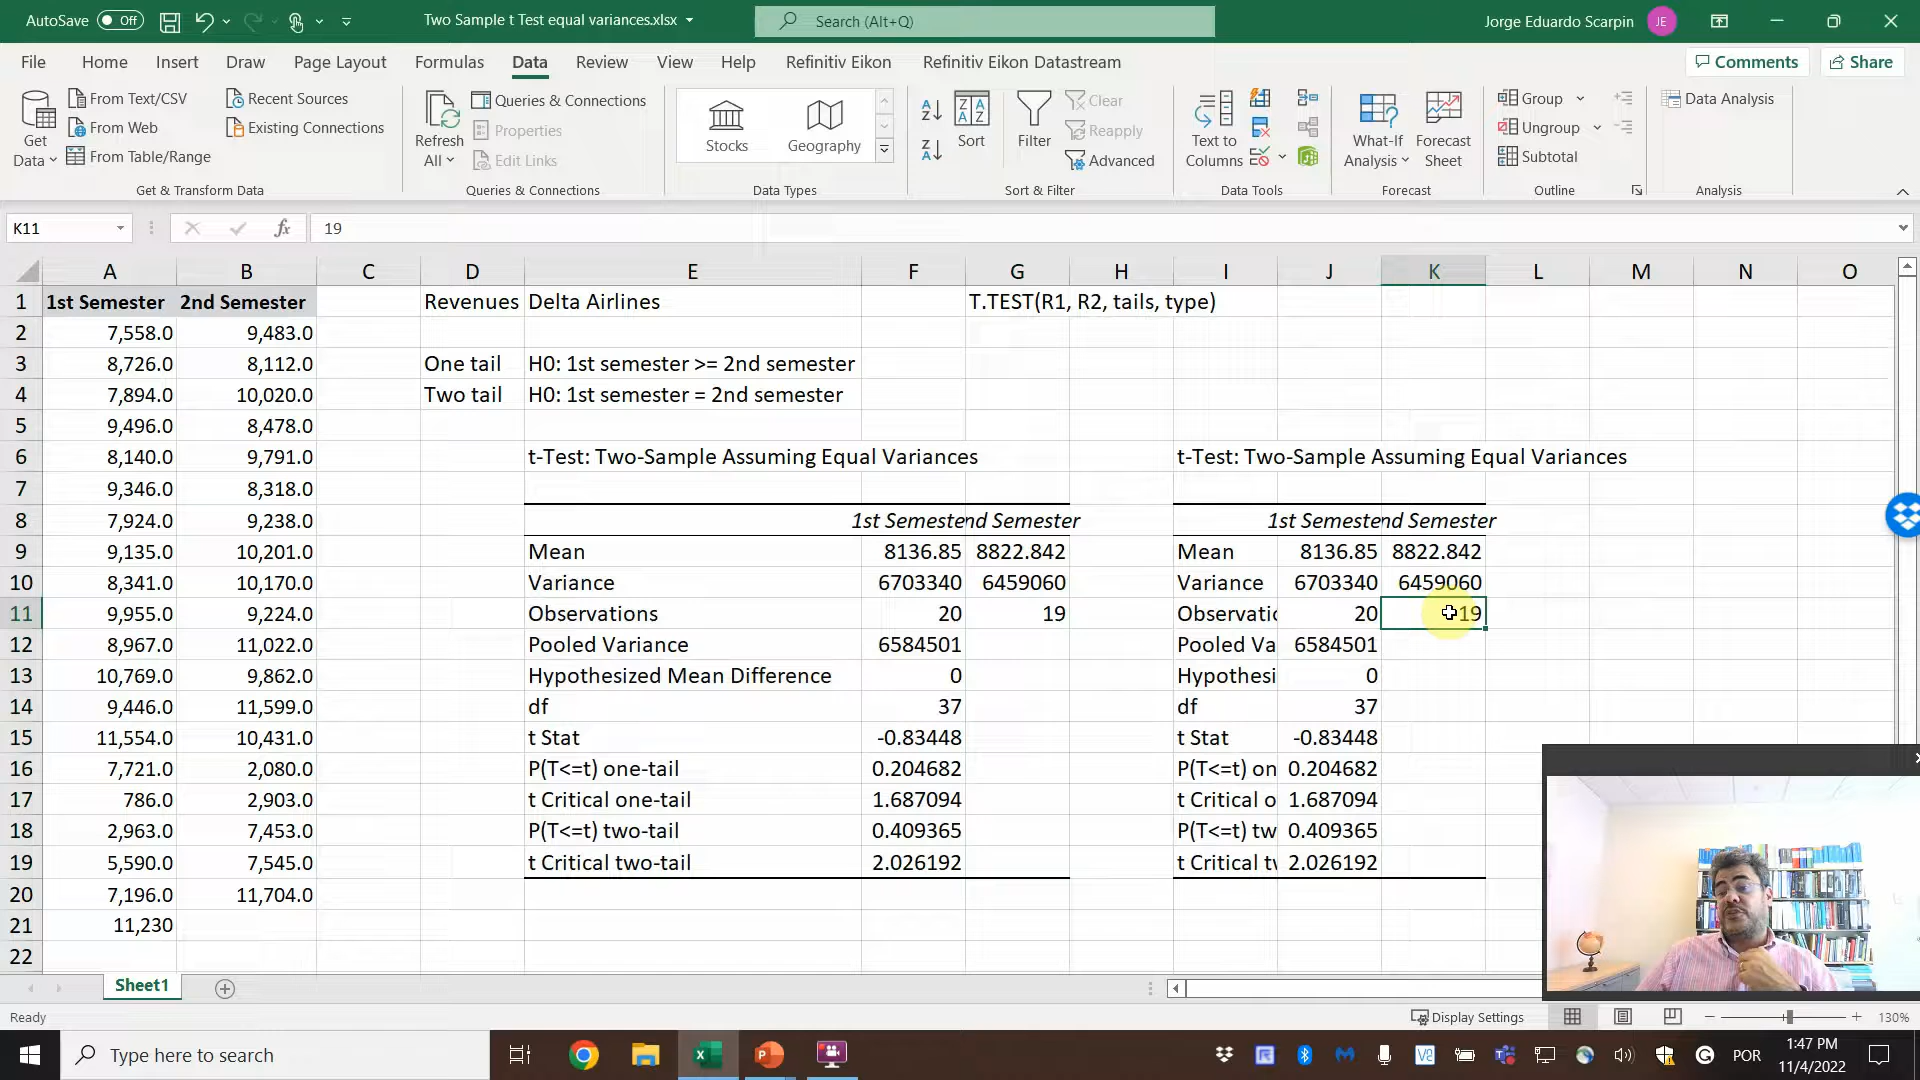 AutoSave Off
Two Sample t Test equal variances.xlsx
Search (Alt+Q)
Jorge Eduardo Scarpin JE
File Home Insert Draw Page Layout Formulas Data Review View Help Refinitiv Eikon Refinitiv Eikon Datastream Comments Share
Get Data
From Text/CSV
From Web
From Table/Range
Recent Sources
Existing Connections
Get & Transform Data
Refresh All
Queries & Connections
Properties
Edit Links
Queries & Connections
Stocks Geography
Data Types
Sort
Filter
Clear
Reapply
Advanced
Sort & Filter
Text to Columns
Data Tools
What-If Analysis
Forecast Sheet
Forecast
Group
Ungroup
Subtotal
Outline
Data Analysis
Analysis
K11 fx 19
A B C D E F G H I J K L M N O
1 1st Semester 2nd Semester Revenues Delta Airlines T.TEST(R1, R2, tails, type)
2 7,558.0 9,483.0
3 8,726.0 8,112.0 One tail H0: 1st semester >= 2nd semester
4 7,894.0 10,020.0 Two tail H0: 1st semester = 2nd semester
5 9,496.0 8,478.0
6 8,140.0 9,791.0 t-Test: Two-Sample Assuming Equal Variances t-Test: Two-Sample Assuming Equal Variances
7 9,346.0 8,318.0
8 7,924.0 9,238.0 1st Semester nd Semester 1st Semester nd Semester
9 9,135.0 10,201.0 Mean 8136.85 8822.842 Mean 8136.85 8822.842
10 8,341.0 10,170.0 Variance 6703340 6459060 Variance 6703340 6459060
11 9,955.0 9,224.0 Observations 20 19 Observatio 20 19
12 8,967.0 11,022.0 Pooled Variance 6584501 Pooled Va 6584501
13 10,769.0 9,862.0 Hypothesized Mean Difference 0 Hypothesi 0
14 9,446.0 11,599.0 df 37 df 37
15 11,554.0 10,431.0 t Stat -0.83448 t Stat -0.83448
16 7,721.0 2,080.0 P(T<=t) one-tail 0.204682 P(T<=t) on 0.204682
17 786.0 2,903.0 t Critical one-tail 1.687094 t Critical o 1.687094
18 2,963.0 7,453.0 P(T<=t) two-tail 0.409365 P(T<=t) tw 0.409365
19 5,590.0 7,545.0 t Critical two-tail 2.026192 t Critical tv 2.026192
20 7,196.0 11,704.0
21 11,230
22
Sheet1
Ready Display Settings 130%
Type here to search
POR
1:47 PM
11/4/2022